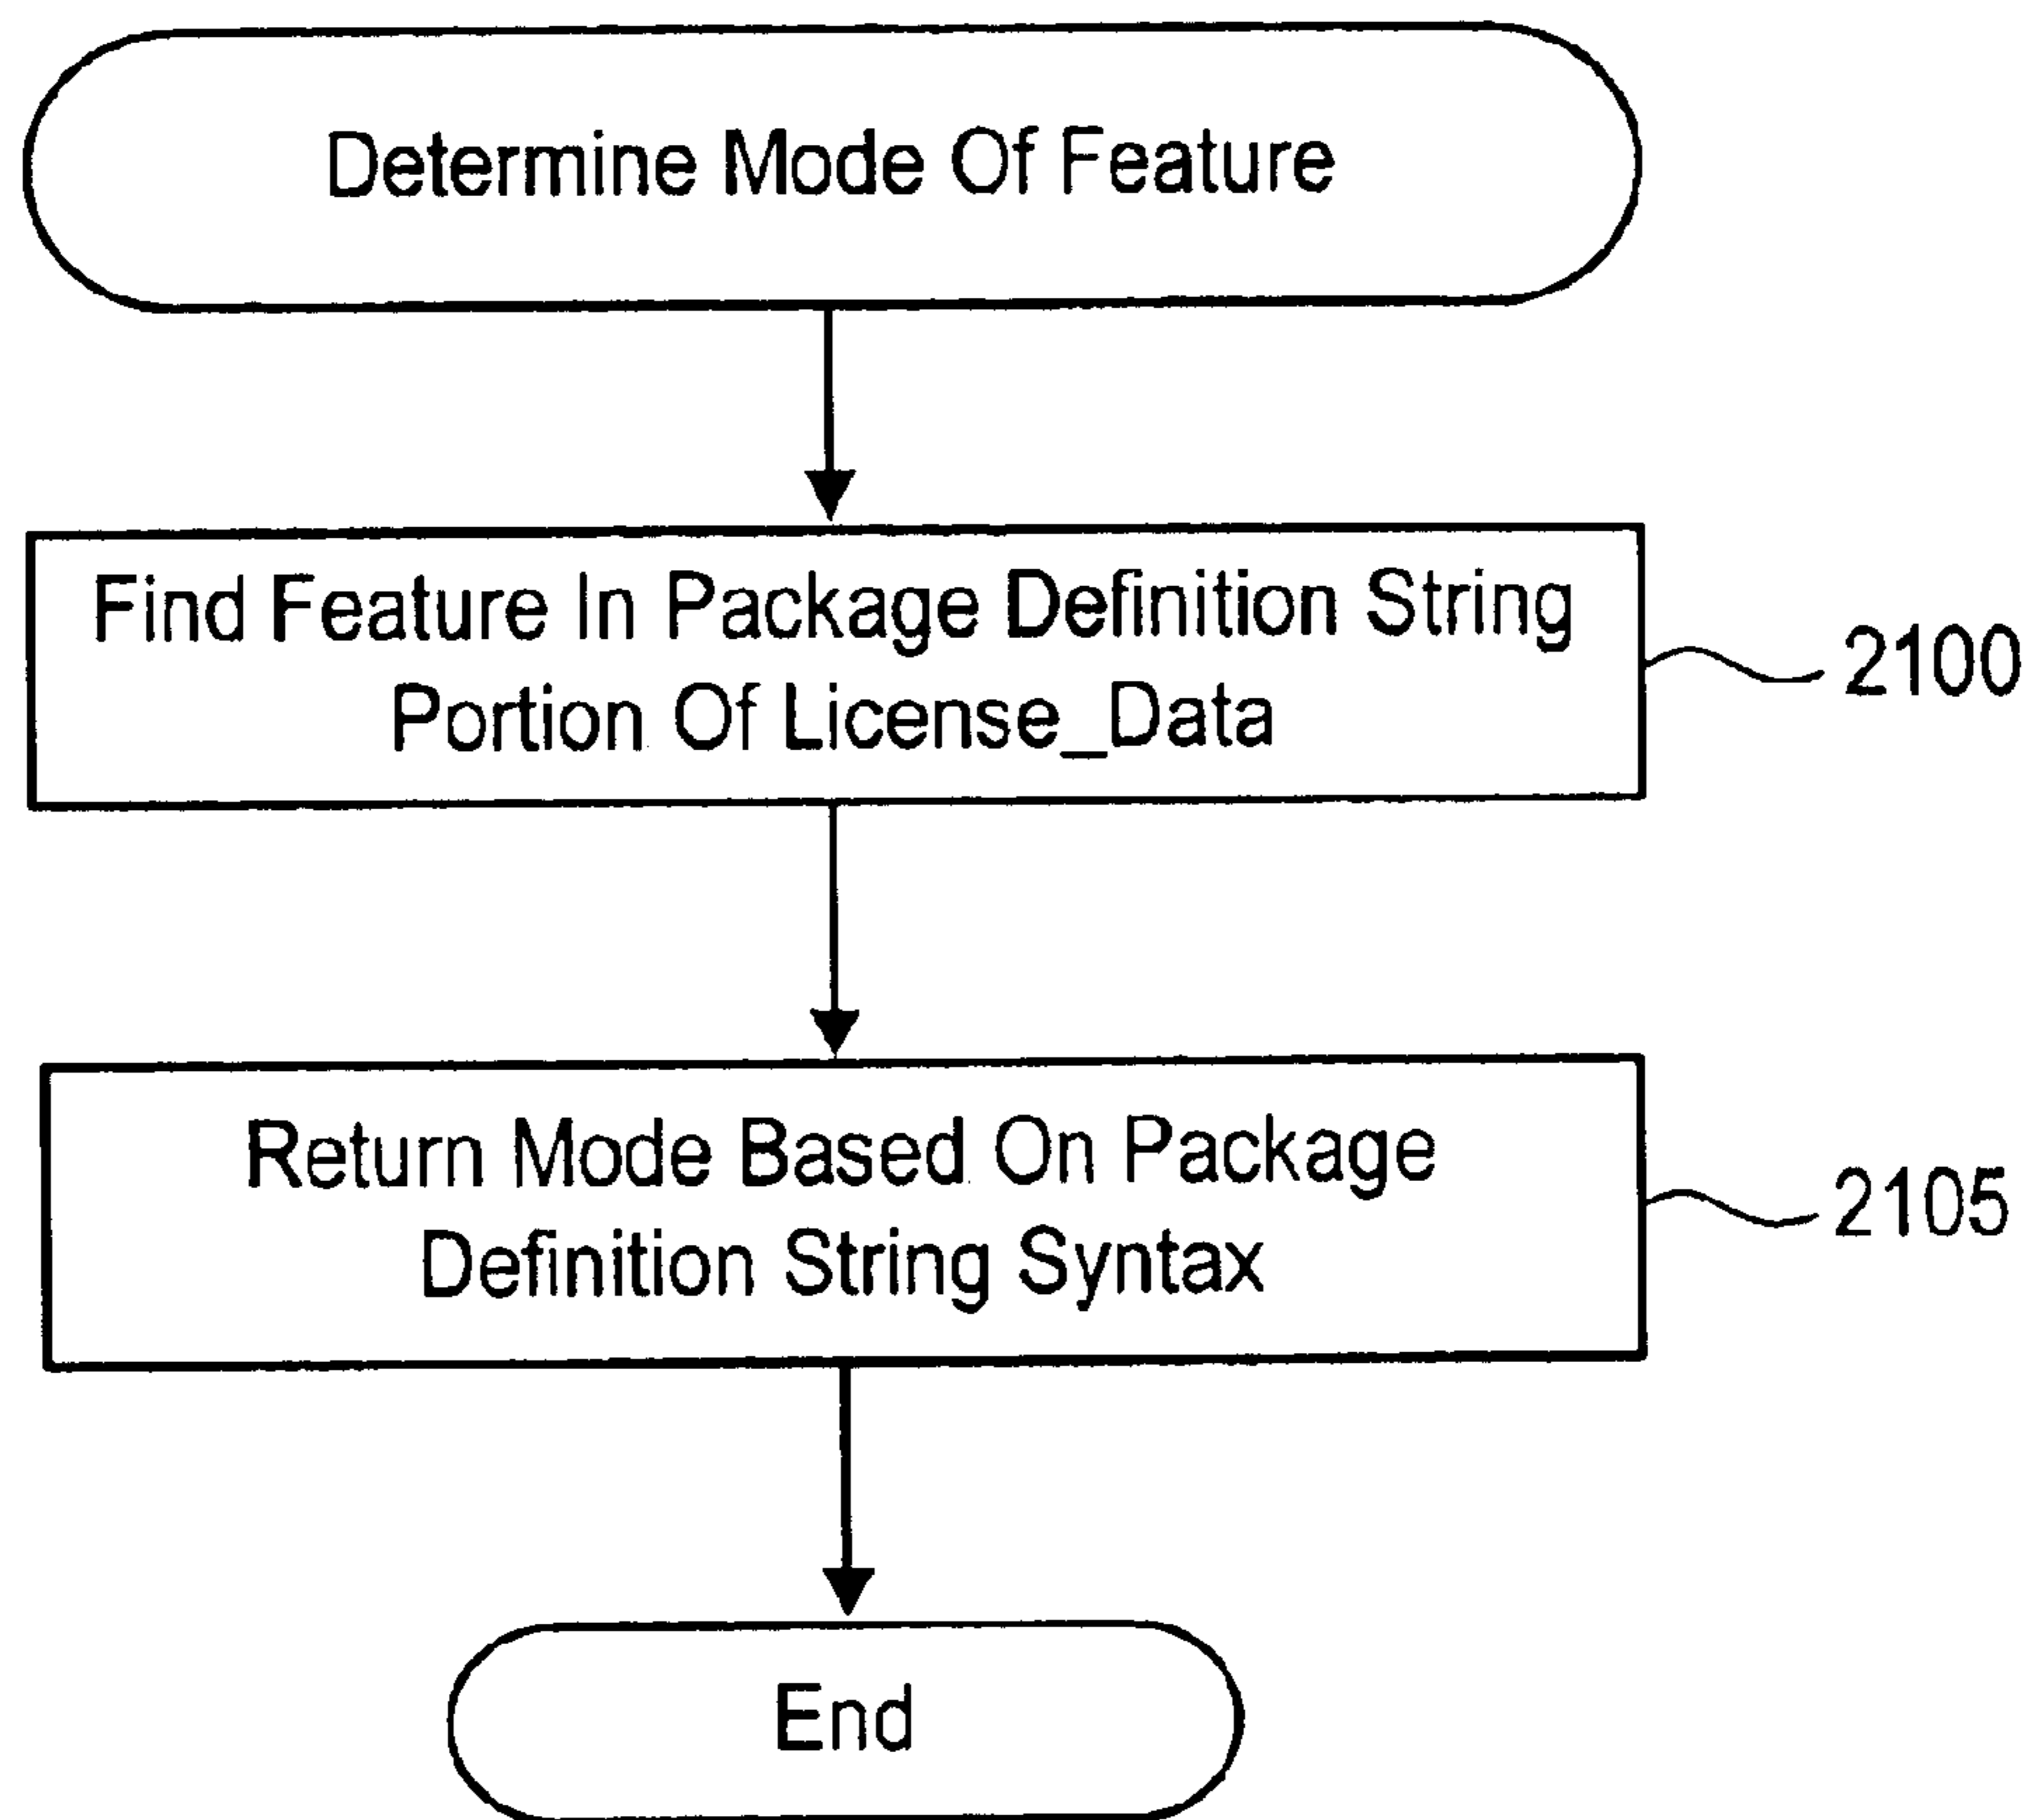 Determine Mode Of Feature
Find Feature In Package Definition String
Portion Of License_Data
2100
Return Mode Based On Package
Definition String Syntax
2105
End